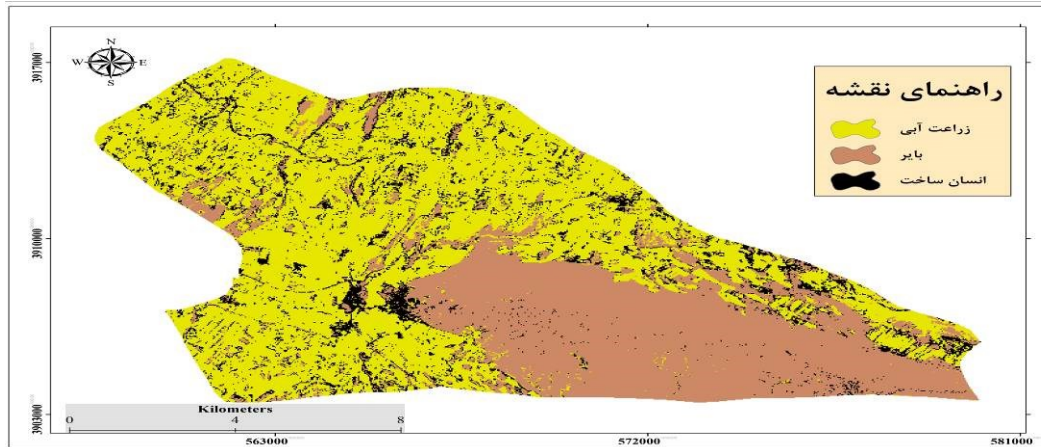 N
W E
S
راهنمای نقشه
زراعت آبی
بایر
انسان ساخت
3917000
3910000
3903000
Kilometers
0 4 8
563000 572000 581000